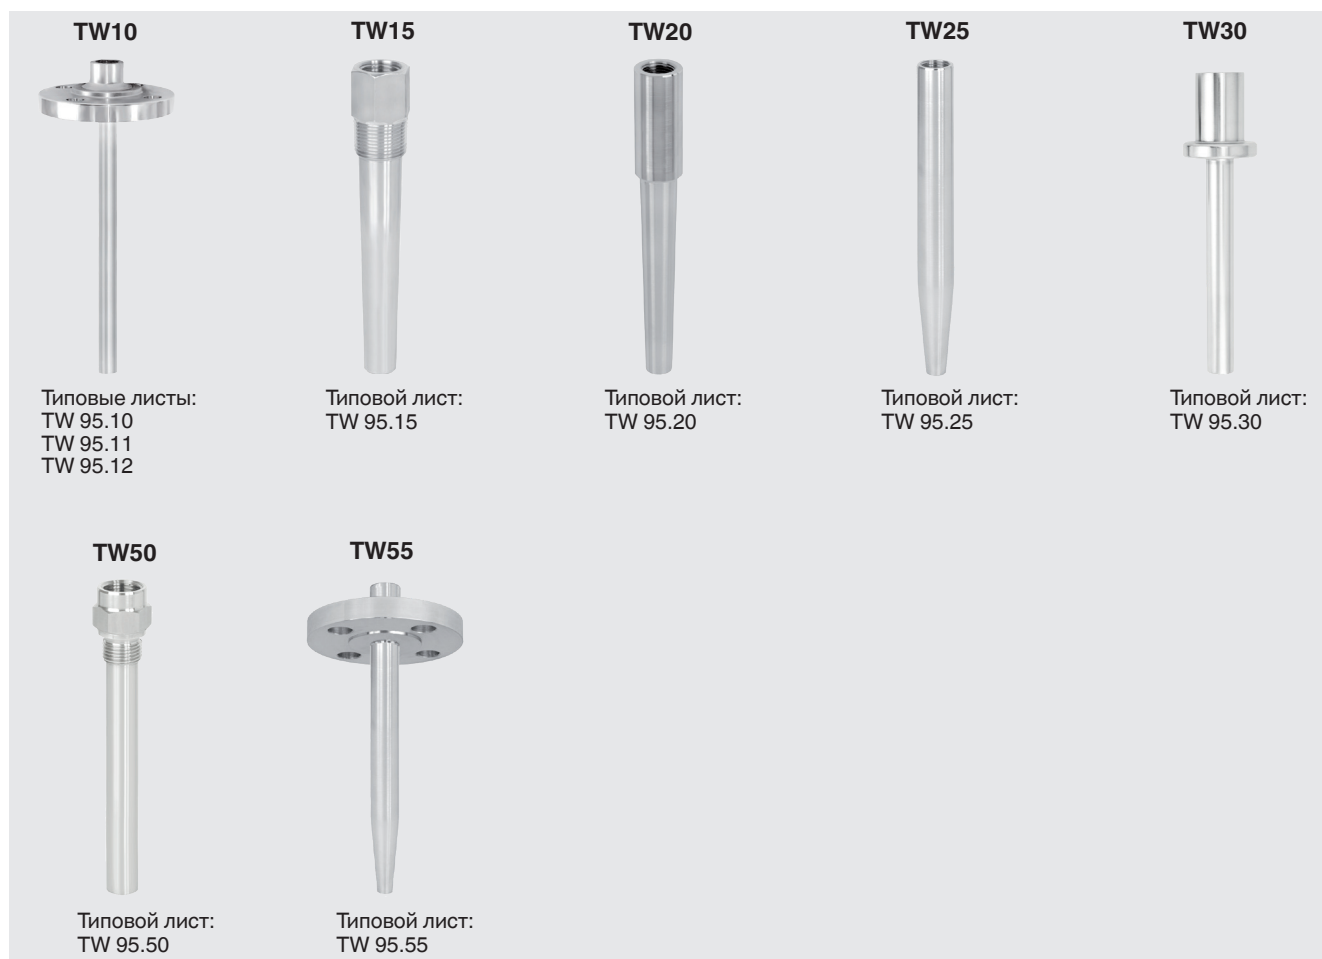 TW10
TW15
TW20
TW25
TW30
Типовые листы:
TW 95.10
TW 95.11
TW 95.12
Типовой лист:
TW 95.15
Типовой лист:
TW 95.20
Типовой лист:
TW 95.25
Типовой лист:
TW 95.30
TW50
TW55
Типовой лист:
TW 95.50
Типовой лист:
TW 95.55